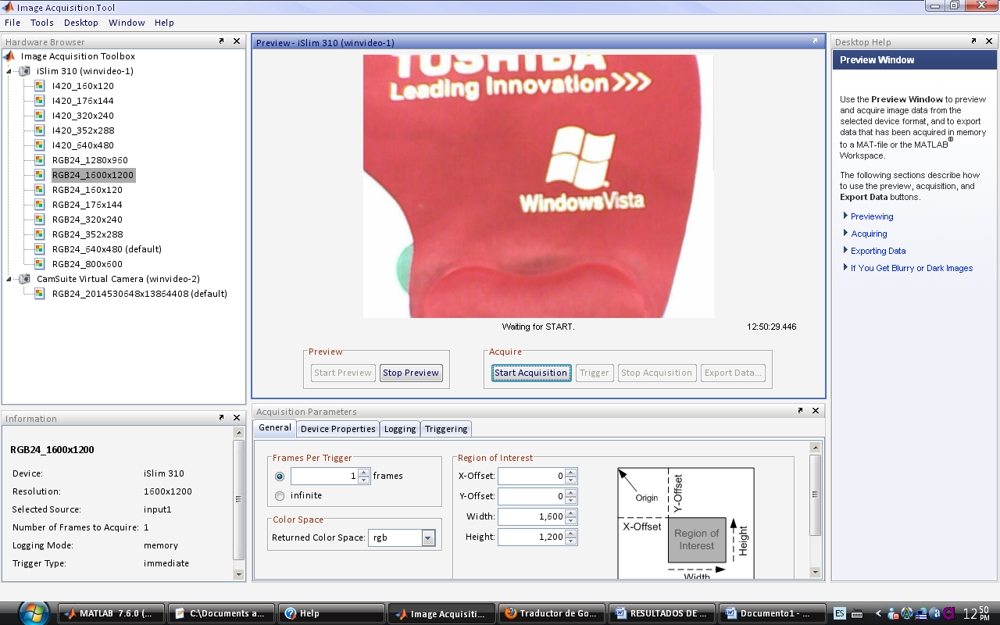 Image Acquisition Tool
File Tools Desktop Window Help
Hardware Browser
Image Acquisition Toolbox
iSlim 310 (winvideo-1)
I420_160x120
I420_176x144
I420_320x240
I420_352x288
I420_640x480
RGB24_1280x960
RGB24_1600x1200
RGB24_160x120
RGB24_176x144
RGB24_320x240
RGB24_352x288
RGB24_640x480 (default)
RGB24_800x600
CamSuite Virtual Camera (winvideo-2)
RGB24_2014530648x13864408 (default)
Information
RGB24_1600x1200
Device: iSlim 310
Resolution: 1600x1200
Selected Source: input1
Number of Frames to Acquire: 1
Logging Mode: memory
Trigger Type: immediate
Preview - iSlim 310 (winvideo-1)
TOSHIBA
Leading Innovation >>>
WindowsVista
Waiting for START. 12:50:29.446
Preview
Start Preview Stop Preview
Acquire
Start Acquisition Trigger Stop Acquisition Export Data...
Acquisition Parameters
General Device Properties Logging Triggering
Frames Per Trigger
1 frames
infinite
Color Space
Returned Color Space: rgb
Region of Interest
X-Offset: 0
Y-Offset: 0
Width: 1,600
Height: 1,200
Origin
Y-Offset
X-Offset
Region of
Interest
Height
Width
Desktop Help
Preview Window
Use the Preview Window to preview
and acquire image data from the
selected device format, and to export
data that has been acquired in memory
to a MAT-file or the MATLAB®
Workspace.
The following sections describe how
to use the preview, acquisition, and
Export Data buttons.
Previewing
Acquiring
Exporting Data
If You Get Blurry or Dark Images
MATLAB 7.6.0 (... C:\Documents a... Help Image Acquisiti... Traductor de Go... RESULTADOS DE ... Documento1 - ... ES 12 50 PM